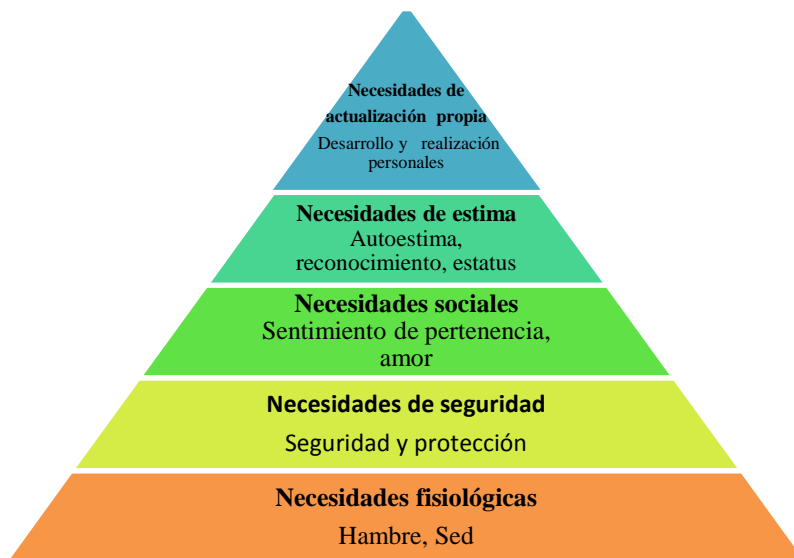 Necesidades de
actualización propia
Desarrollo y realización
personales
Necesidades de estima
Autoestima,
reconocimiento, estatus
Necesidades sociales
Sentimiento de pertenencia,
amor
Necesidades de seguridad
Seguridad y protección
Necesidades fisiológicas
Hambre, Sed